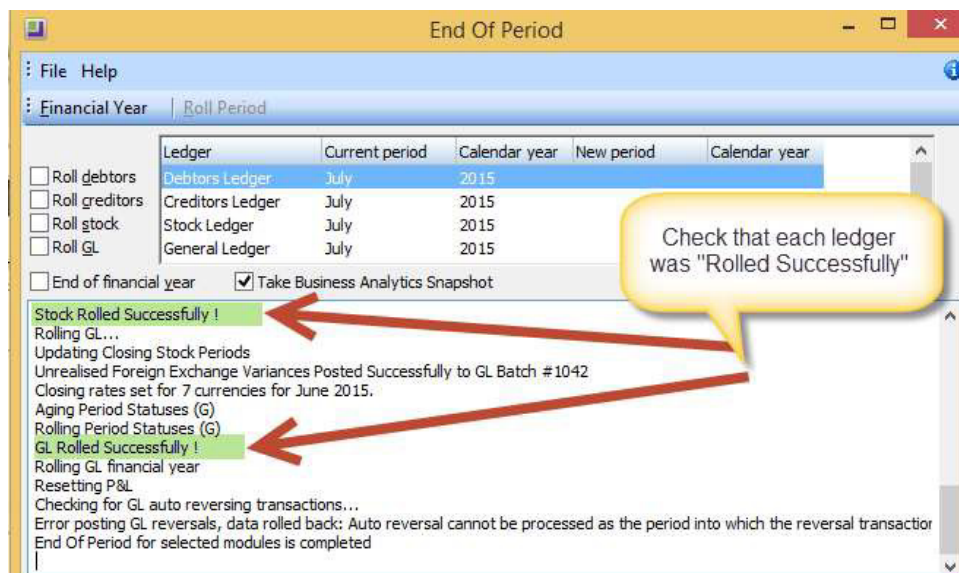 End Of Period
File Help
Financial Year Roll Period
Ledger Current period Calendar year New period Calendar year
Roll debtors Debtors Ledger July 2015
Roll creditors Creditors Ledger July 2015
Roll stock Stock Ledger July 2015
Roll GL General Ledger July 2015
Check that each ledger
was "Rolled Successfully"
End of financial year Take Business Analytics Snapshot
Stock Rolled Successfully !
Rolling GL...
Updating Closing Stock Periods
Unrealised Foreign Exchange Variances Posted Successfully to GL Batch #1042
Closing rates set for 7 currencies for June 2015.
Aging Period Statuses (G)
Rolling Period Statuses (G)
GL Rolled Successfully !
Rolling GL financial year
Resetting P&L
Checking for GL auto reversing transactions...
Error posting GL reversals, data rolled back: Auto reversal cannot be processed as the period into which the reversal transaction
End Of Period for selected modules is completed